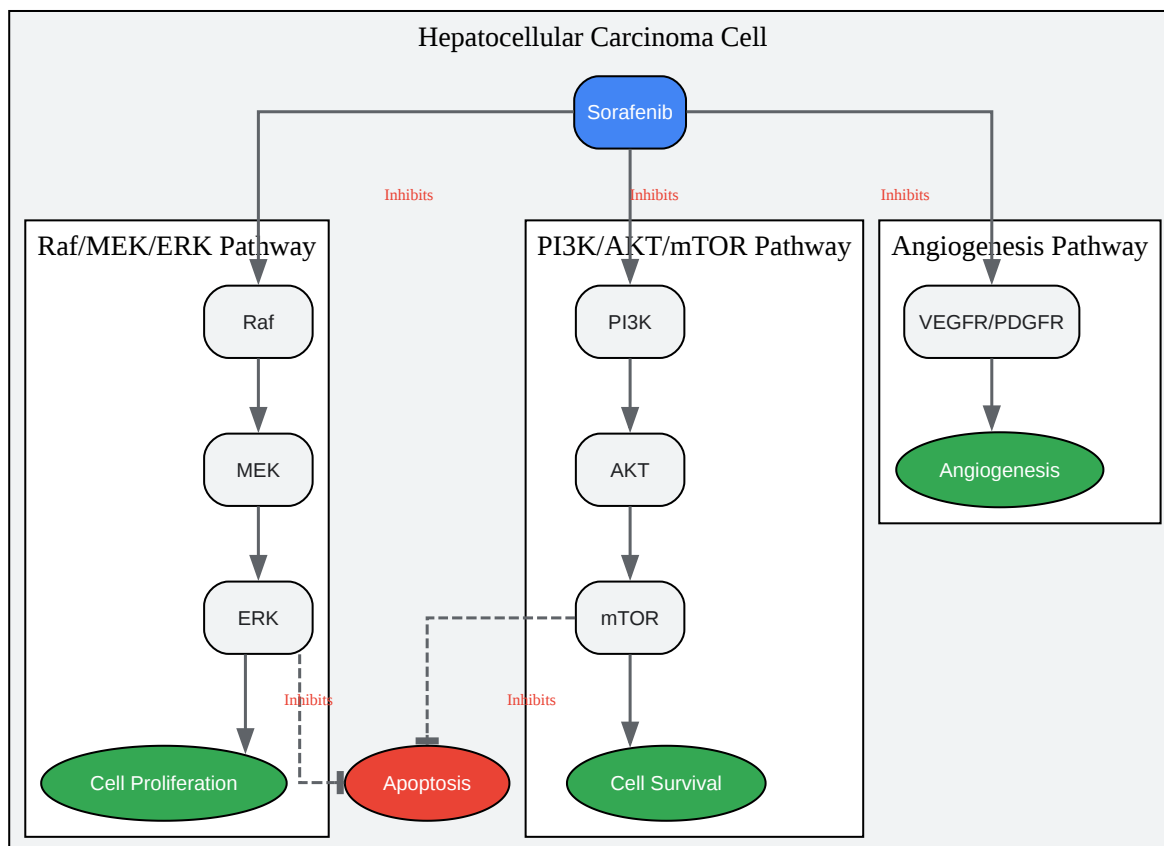 Hepatocellular Carcinoma Cell
Sorafenib
Inhibits
Inhibits
Inhibits
Raf/MEK/ERK Pathway
PI3K/AKT/mTOR Pathway
Angiogenesis Pathway
Raf
PI3K
VEGFR/PDGFR
MEK
AKT
Angiogenesis
ERK
mTOR
Inhibits
Inhibits
Cell Proliferation
Apoptosis
Cell Survival